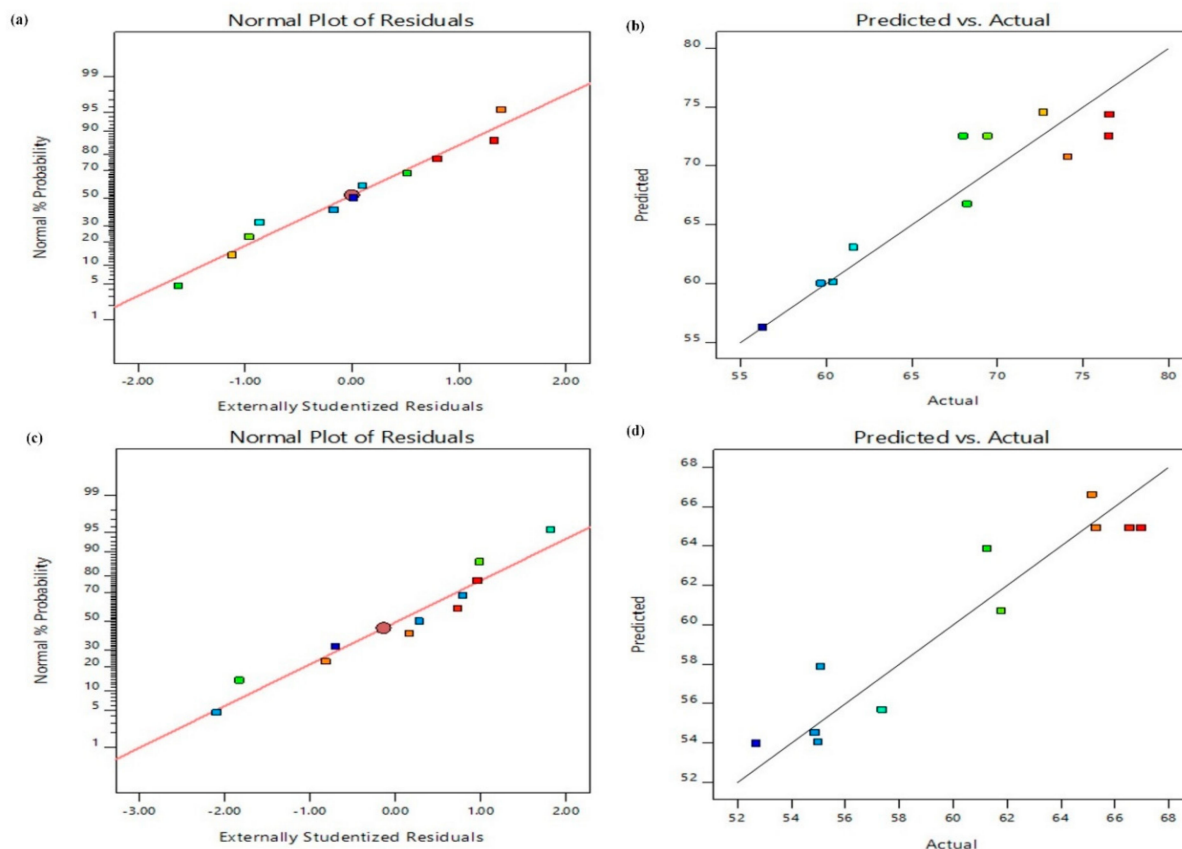 (a)
Normal Plot of Residuals
Normal % Probability
99
95
90
80
70
50
30
20
10
5
1
-2.00 -1.00 0.00 1.00 2.00
Externally Studentized Residuals
(b)
Predicted vs. Actual
Predicted
80
75
70
65
60
55
55 60 65 70 75 80
Actual
(c)
Normal Plot of Residuals
Normal % Probability
99
95
90
80
70
50
30
20
10
5
1
-3.00 -2.00 -1.00 0.00 1.00 2.00
Externally Studentized Residuals
(d)
Predicted vs. Actual
Predicted
68
66
64
62
60
58
56
54
52
52 54 56 58 60 62 64 66 68
Actual